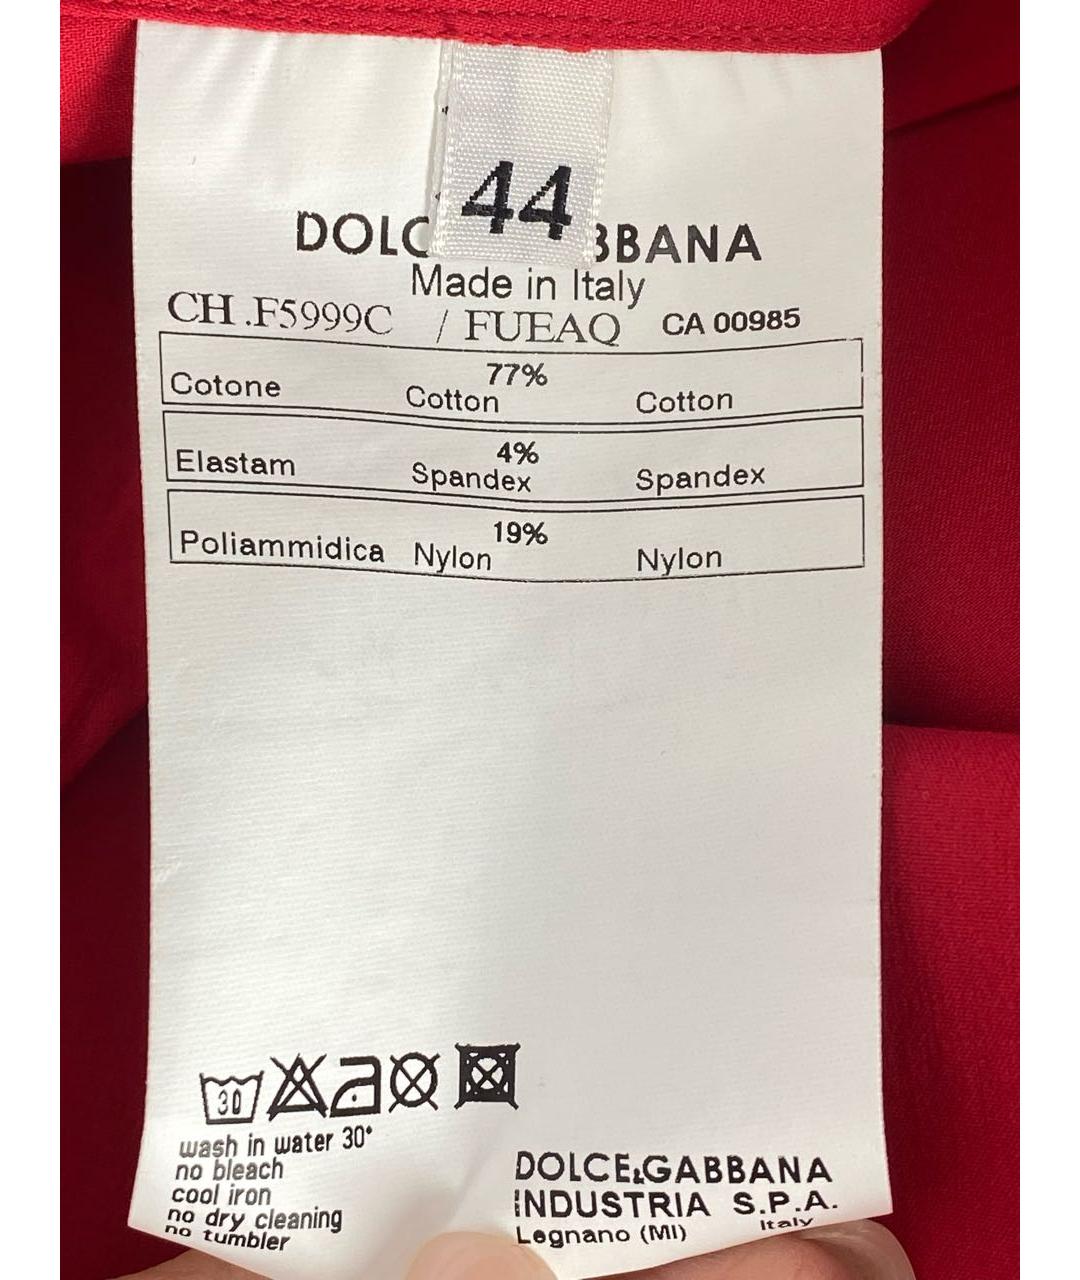 44
DOLC BBANA
Made in Italy
CH.F5999C / FUEAQ CA 00985
Cotone 77% Cotton Cotton
Elastam 4% Spandex Spandex
Poliammidica 19% Nylon Nylon
30
wash in water 30°
no bleach
cool iron
no dry cleaning
no tumbler
DOLCE&GABBANA
INDUSTRIA S.P.A.
Legnano (MI) Italy